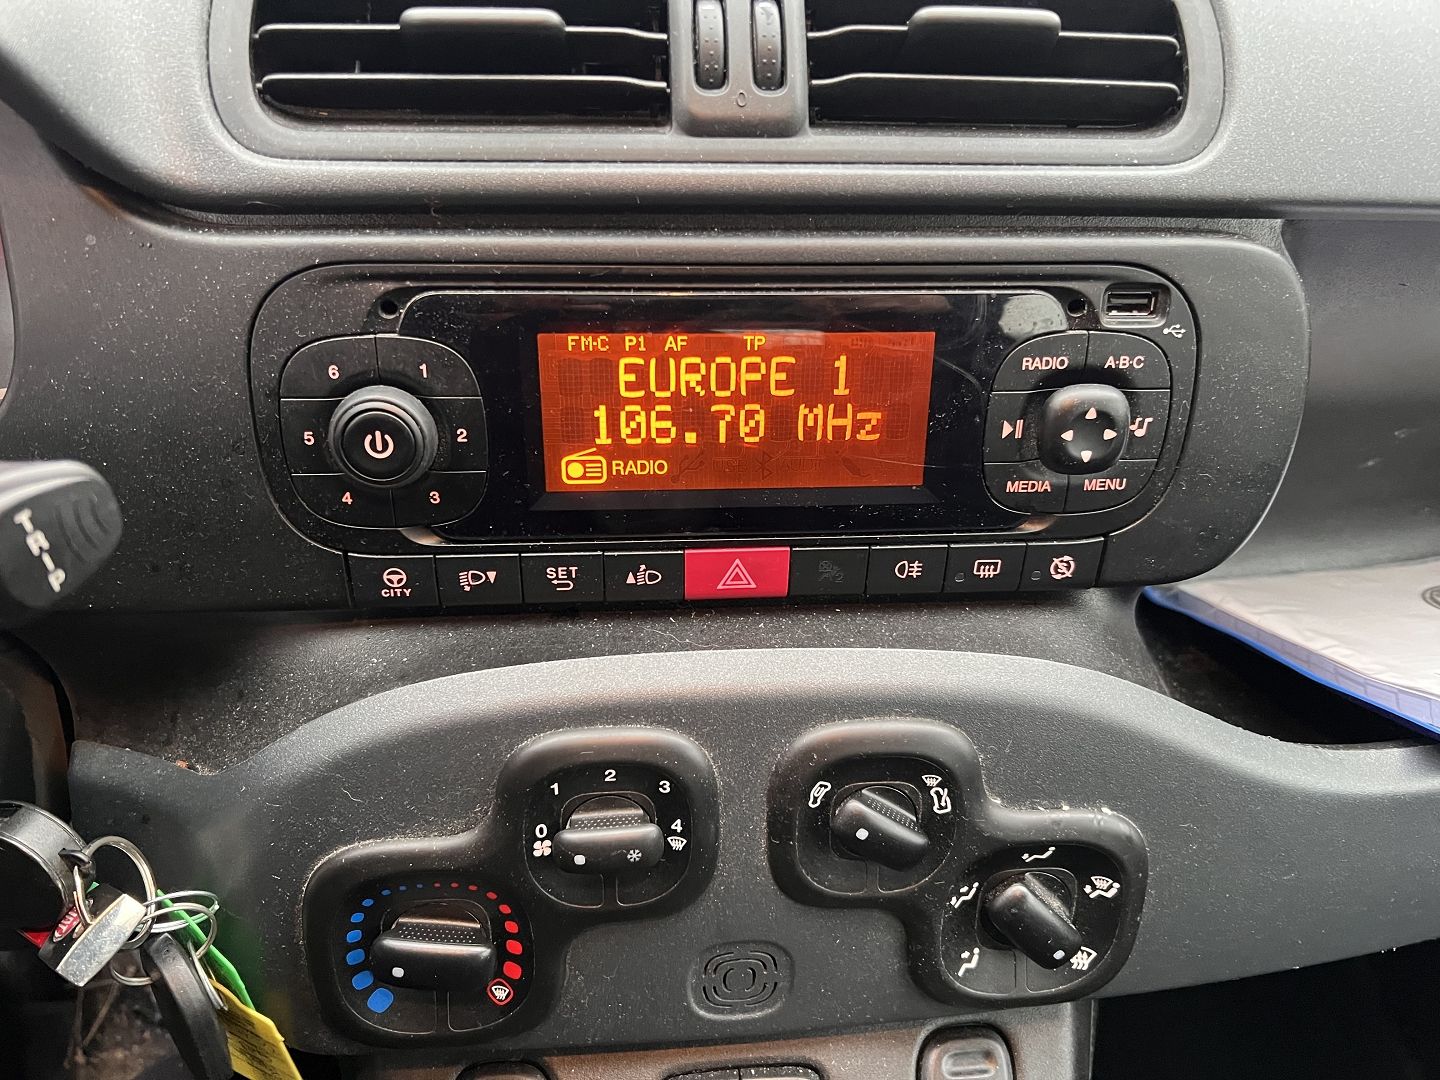 FM-C P1 AF TP
EUROPE 1
106.70 MHz
RADIO
6
1
5
2
4
3
RADIO
A-B-C
MEDIA
MENU
TRIP
CITY
SET
0
1
2
3
4